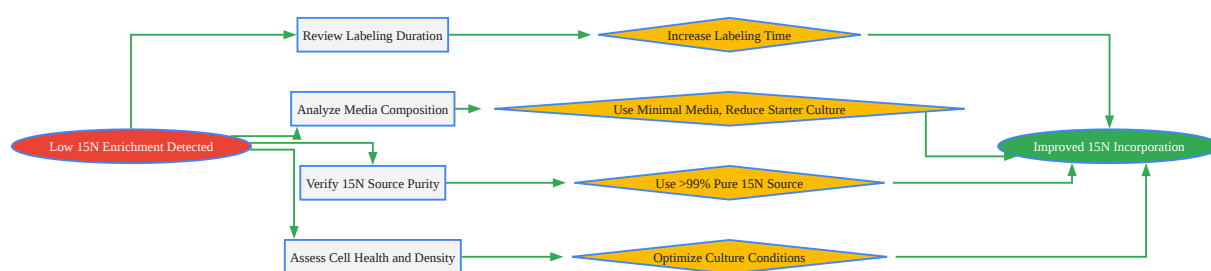 Review Labeling Duration
Increase Labeling Time
Analyze Media Composition
Use Minimal Media, Reduce Starter Culture
Low 15N Enrichment Detected
Improved 15N Incorporation
Verify 15N Source Purity
Use >99% Pure 15N Source
Assess Cell Health and Density
Optimize Culture Conditions